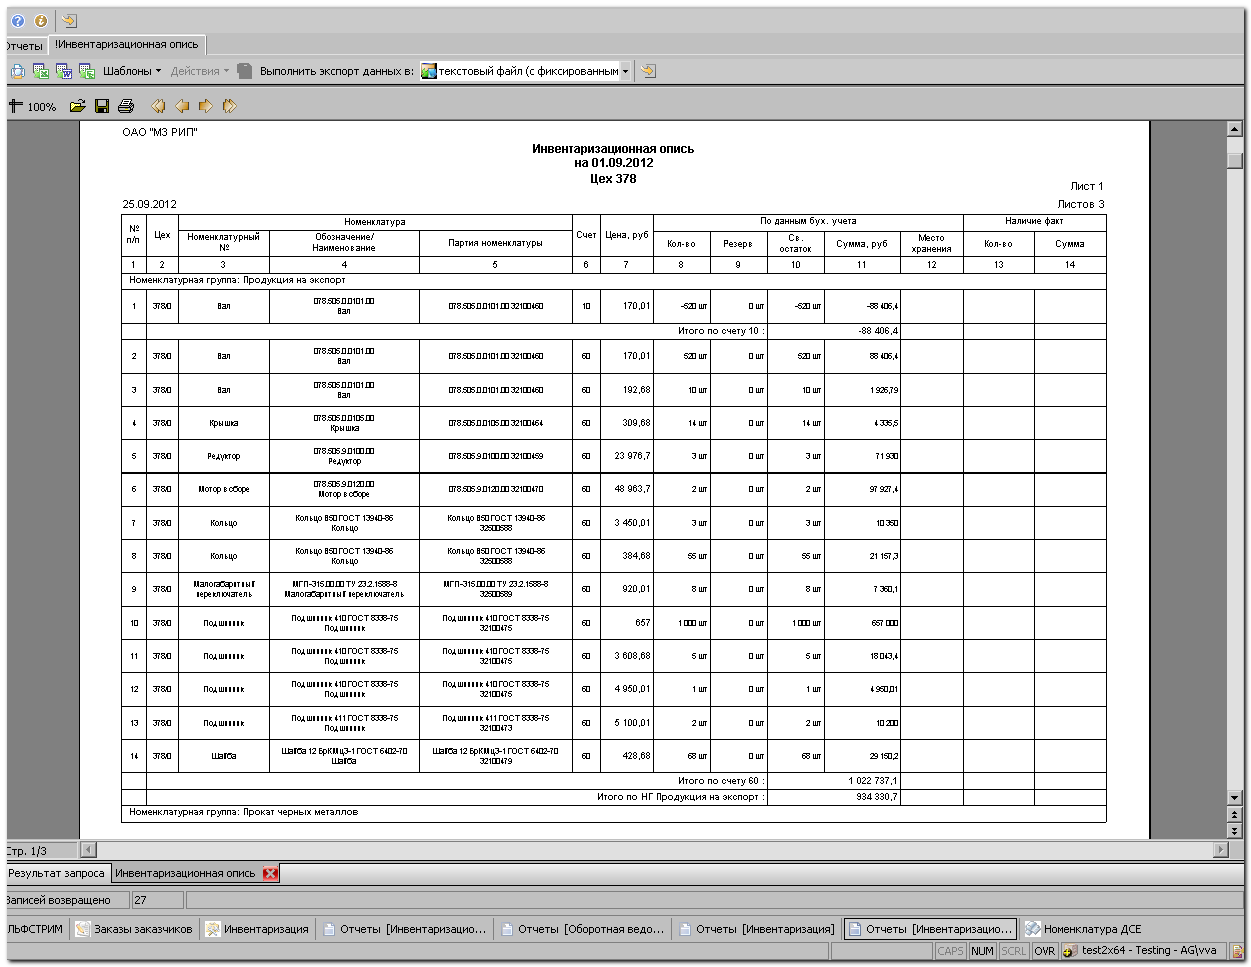 Отчеты !Инвентаризационная опись
Шаблоны Действия Выполнить экспорт данных в: текстовый файл (с фиксированным
100%
ОАО "МЗ РИП"
Инвентаризационная опись
на 01.09.2012
Цех 378
Лист 1
25.09.2012 Листов 3
№ п/п Цех Номенклатура Счет Цена, руб По данным бух. учета Наличие факт
Номенклатурный № Обозначение/ Наименование Партия номенклатуры Кол-во Резерв Св. остаток Сумма, руб Место хранения Кол-во Сумма
1 2 3 4 5 6 7 8 9 10 11 12 13 14
Номенклатурная группа: Продукция на экспорт
1 378/0 Вал 078.505.0.0101.00 Вал 078.505.0.0101.00 32100460 10 170,01 -520 шт 0 шт -520 шт -88 406,4
Итого по счету 10 : -88 406,4
2 378/0 Вал 078.505.0.0101.00 Вал 078.505.0.0101.00 32100460 60 170,01 520 шт 0 шт 520 шт 88 406,4
3 378/0 Вал 078.505.0.0101.00 Вал 078.505.0.0101.00 32100460 60 192,68 10 шт 0 шт 10 шт 1 926,79
4 378/0 Крышка 078.505.0.0105.00 Крышка 078.505.0.0105.00 32100464 60 309,68 14 шт 0 шт 14 шт 4 335,5
5 378/0 Редуктор 078.505.9.0100.00 Редуктор 078.505.9.0100.00 32100459 60 23 976,7 3 шт 0 шт 3 шт 71 930
6 378/0 Мотор в сборе 078.505.9.0120.00 Мотор в сборе 078.505.9.0120.00 32100470 60 48 963,7 2 шт 0 шт 2 шт 97 927,4
7 378/0 Кольцо Кольцо В50 ГОСТ 13940-86 Кольцо Кольцо В50 ГОСТ 13940-86 32500588 60 3 450,01 3 шт 0 шт 3 шт 10 350
8 378/0 Кольцо Кольцо В50 ГОСТ 13940-86 Кольцо Кольцо В50 ГОСТ 13940-86 32500588 60 384,68 55 шт 0 шт 55 шт 21 157,3
9 378/0 Малогабаритный переключатель МГП-315.00.00 ТУ 23.2.1588-8 Малогабаритный переключатель МГП-315.00.00 ТУ 23.2.1588-8 32500589 60 920,01 8 шт 0 шт 8 шт 7 360,1
10 378/0 Подшипник Подшипник 410 ГОСТ 8338-75 Подшипник Подшипник 410 ГОСТ 8338-75 32100475 60 657 1 000 шт 0 шт 1 000 шт 657 000
11 378/0 Подшипник Подшипник 410 ГОСТ 8338-75 Подшипник Подшипник 410 ГОСТ 8338-75 32100475 60 3 608,68 5 шт 0 шт 5 шт 18 043,4
12 378/0 Подшипник Подшипник 410 ГОСТ 8338-75 Подшипник Подшипник 410 ГОСТ 8338-75 32100475 60 4 950,01 1 шт 0 шт 1 шт 4 950,01
13 378/0 Подшипник Подшипник 411 ГОСТ 8338-75 Подшипник Подшипник 411 ГОСТ 8338-75 32100473 60 5 100,01 2 шт 0 шт 2 шт 10 200
14 378/0 Шайба Шайба 12 БрКМц3-1 ГОСТ 6402-70 Шайба Шайба 12 БрКМц3-1 ГОСТ 6402-70 32100479 60 428,68 68 шт 0 шт 68 шт 29 150,2
Итого по счету 60 : 1 022 737,1
Итого по НГ Продукция на экспорт : 934 330,7
Номенклатурная группа: Прокат черных металлов
Стр. 1/3
Результат запроса Инвентаризационная опись
Записей возвращено 27
ЛЬФСТРИМ Заказы заказчиков Инвентаризация Отчеты [Инвентаризацио... Отчеты [Оборотная ведо... Отчеты [Инвентаризация] Отчеты [Инвентаризацио... Номенклатура ДСЕ
CAPS NUM SCRL OVR test2x64 - Testing - AG\vva